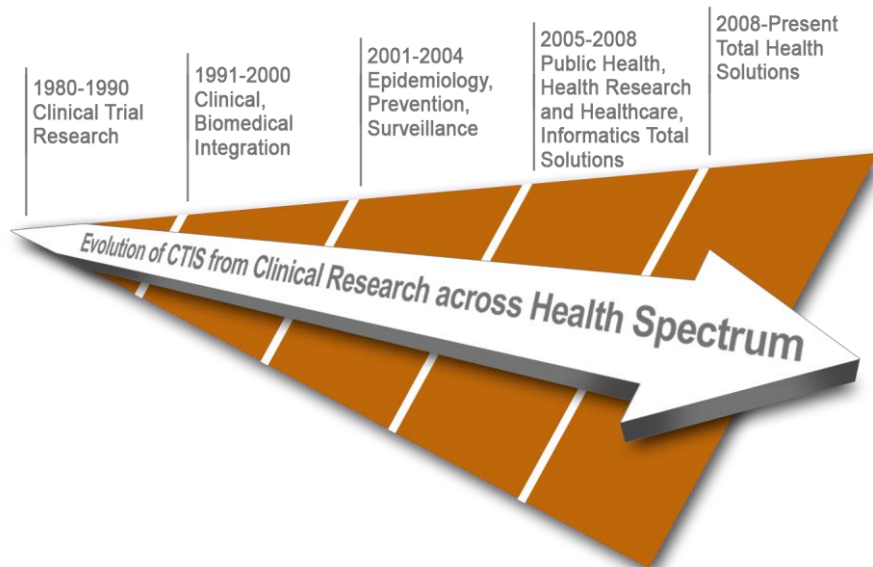 1980-1990
Clinical Trial
Research
1991-2000
Clinical,
Biomedical
Integration
2001-2004
Epidemiology,
Prevention,
Surveillance
2005-2008
Public Health,
Health Research
and Healthcare,
Informatics Total
Solutions
2008-Present
Total Health
Solutions
Evolution of CTIS from Clinical Research across Health Spectrum